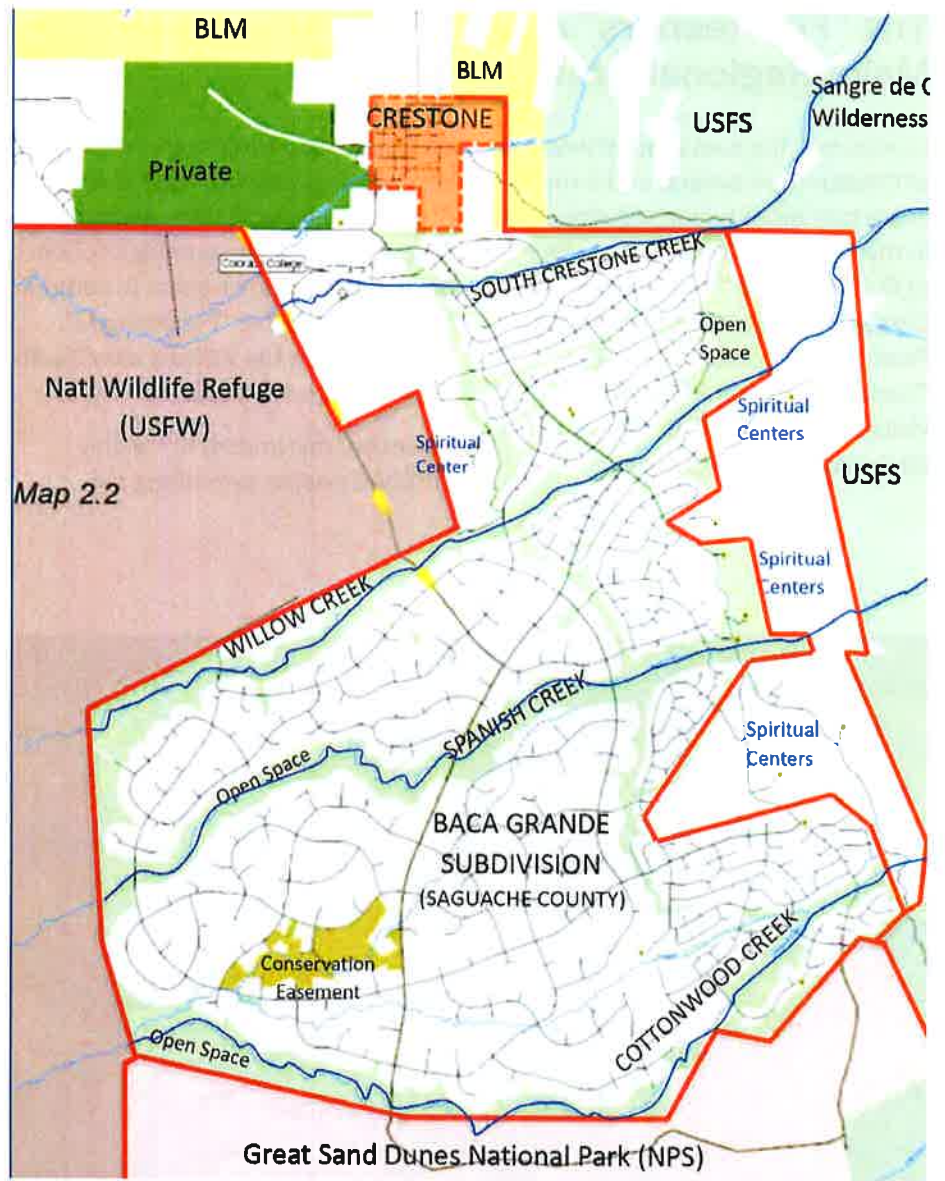 BLM
BLM
CRESTONE
USFS
Sangre de C
Wilderness
Private
SOUTH CRESTONE CREEK
Colorado College
Open
Space
Natl Wildlife Refuge
(USFW)
Spiritual
Centers
Spiritual
Center
USFS
Map 2.2
Spiritual
Centers
WILLOW CREEK
SPANISH CREEK
Spiritual
Centers
Open Space
BACA GRANDE
SUBDIVISION
(SAGUACHE COUNTY)
Conservation
Easement
COTTONWOOD CREEK
Open Space
Great Sand Dunes National Park (NPS)